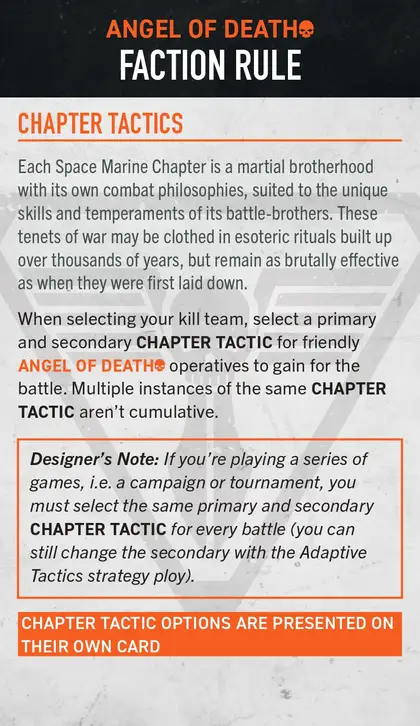 ANGEL OF DEATH
FACTION RULE
CHAPTER TACTICS
Each Space Marine Chapter is a martial brotherhood
with its own combat philosophies, suited to the unique
skills and temperaments of its battle-brothers. These
tenets of war may be clothed in esoteric rituals built up
over thousands of years, but remain as brutally effective
as when they were first laid down.
When selecting your kill team, select a primary
and secondary CHAPTER TACTIC for friendly
ANGEL OF DEATH operatives to gain for the
battle. Multiple instances of the same CHAPTER
TACTIC aren’t cumulative.
Designer’s Note: If you’re playing a series of
games, i.e. a campaign or tournament, you
must select the same primary and secondary
CHAPTER TACTIC for every battle (you can
still change the secondary with the Adaptive
Tactics strategy ploy).
CHAPTER TACTIC OPTIONS ARE PRESENTED ON
THEIR OWN CARD